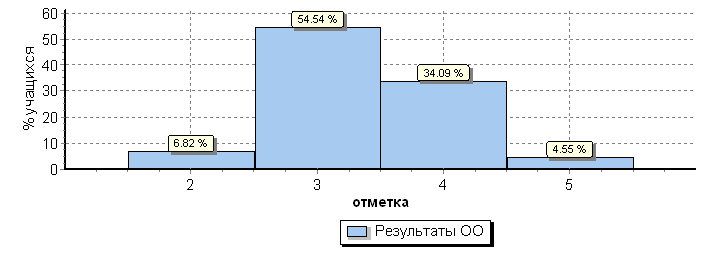 % учащихся
60
50
40
30
20
10
0
6.82 %
54.54 %
34.09 %
4.55 %
2 3 4 5
отметка
Результаты ОО